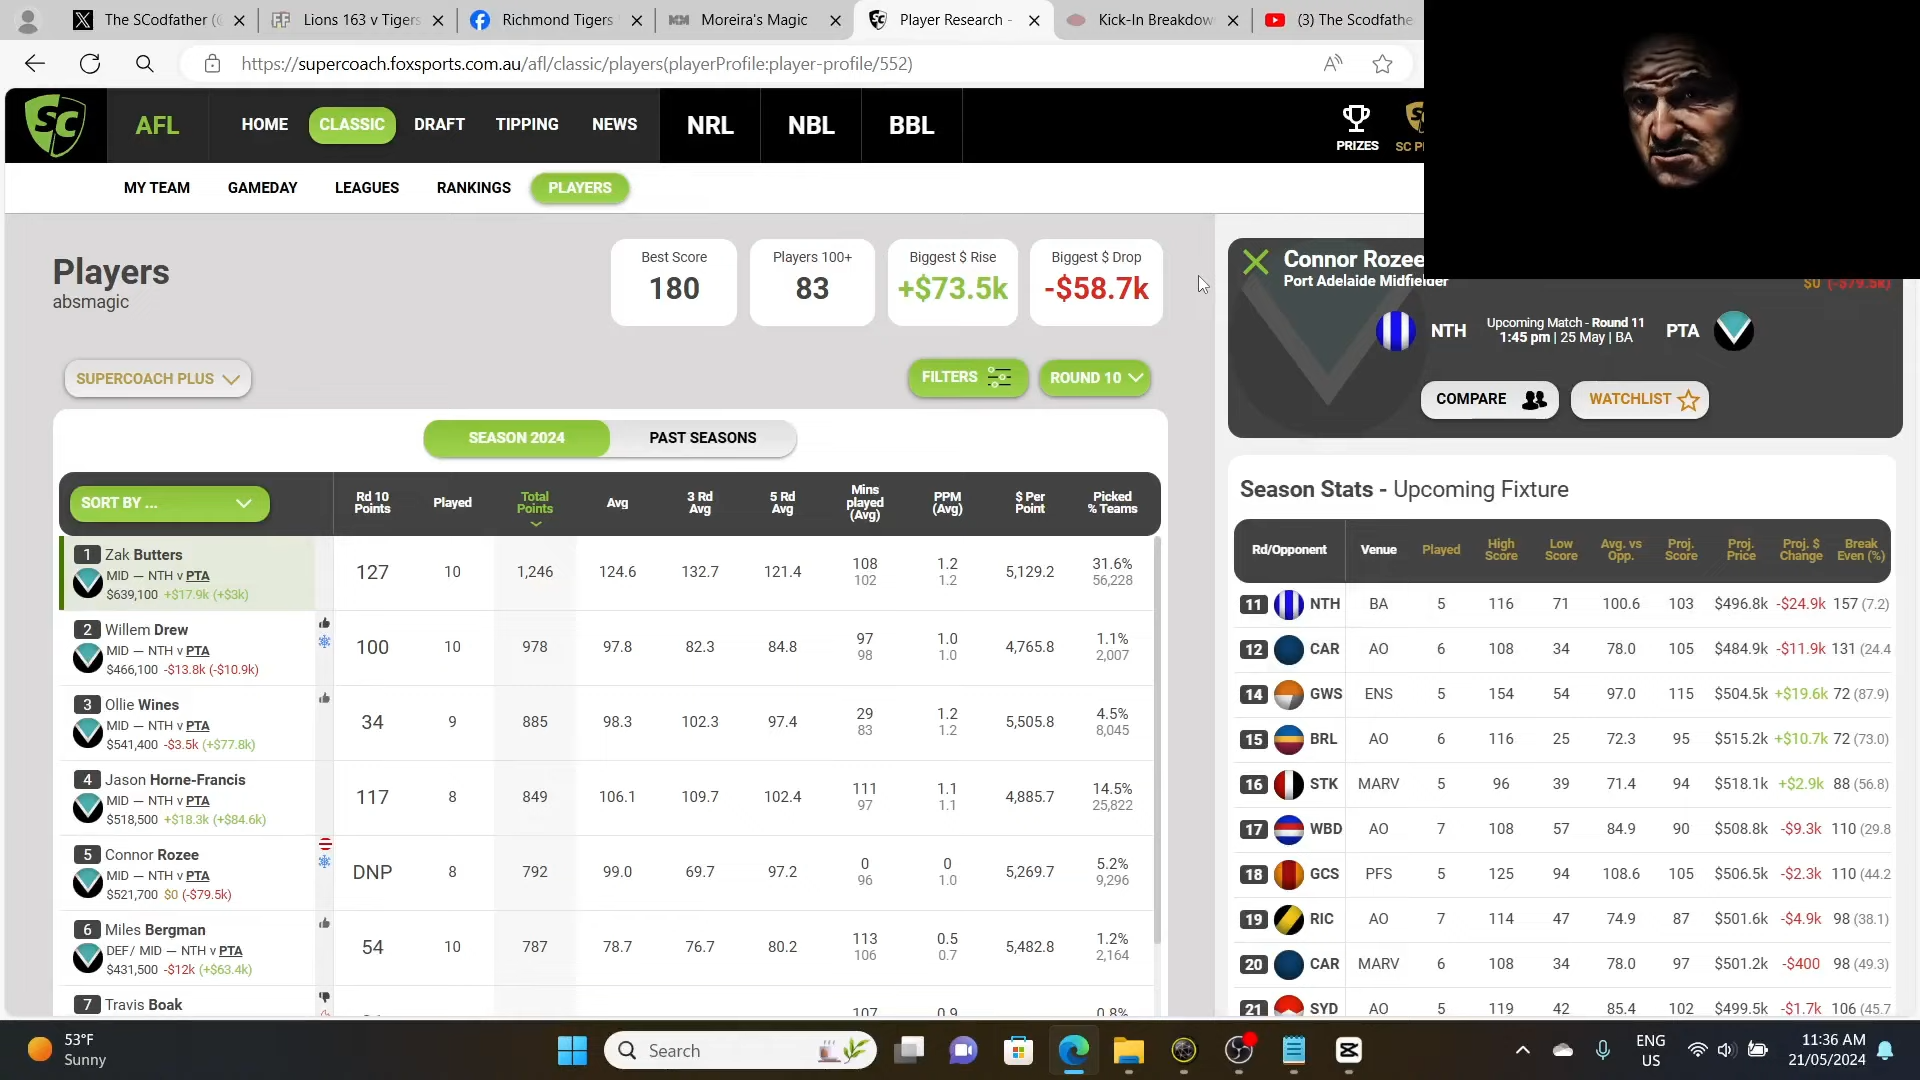 The SCodfather (
Lions 163 v Tigers
Richmond Tigers
Moreira's Magic
Player Research -
Kick-In Breakdow
(3) The Scodfathe
https://supercoach.foxsports.com.au/afl/classic/players(playerProfile:player-profile/552)
SC
AFL
HOME
CLASSIC
DRAFT
TIPPING
NEWS
NRL
NBL
BBL
PRIZES
SC P
MY TEAM
GAMEDAY
LEAGUES
RANKINGS
PLAYERS
Players
absmagic
Best Score
180
Players 100+
83
Biggest $ Rise
+$73.5k
Biggest $ Drop
-$58.7k
SUPERCOACH PLUS
FILTERS
ROUND 10
SEASON 2024
PAST SEASONS
SORT BY ...
Rd 10 Points
Played
Total Points
Avg
3 Rd Avg
5 Rd Avg
Mins played (Avg)
PPM (Avg)
$ Per Point
Picked % Teams
1 Zak Butters
MID — NTH v PTA
$639,100 +$17.9k (+$3k)
127 10 1,246 124.6 132.7 121.4 108 1.2 5,129.2 31.6%
102 1.2 56,228
2 Willem Drew
MID — NTH v PTA
$466,100 -$13.8k (-$10.9k)
100 10 978 97.8 82.3 84.8 97 1.0 4,765.8 1.1%
98 1.0 2,007
3 Ollie Wines
MID — NTH v PTA
$541,400 -$3.5k (+$77.8k)
34 9 885 98.3 102.3 97.4 29 1.2 5,505.8 4.5%
83 1.2 8,045
4 Jason Horne-Francis
MID — NTH v PTA
$518,500 +$18.3k (+$84.6k)
117 8 849 106.1 109.7 102.4 111 1.1 4,885.7 14.5%
97 1.1 25,822
5 Connor Rozee
MID — NTH v PTA
$521,700 $0 (-$79.5k)
DNP 8 792 99.0 69.7 97.2 0 0 5,269.7 5.2%
96 1.0 9,296
6 Miles Bergman
DEF/ MID — NTH v PTA
$431,500 -$12k (+$63.4k)
54 10 787 78.7 76.7 80.2 113 0.5 5,482.8 1.2%
106 0.7 2,164
7 Travis Boak
107 0.9 0.8%
Connor Rozee
Port Adelaide Midfielder
$0 (-$79.5k)
NTH
Upcoming Match - Round 11
1:45 pm | 25 May | BA
PTA
COMPARE
WATCHLIST
Season Stats - Upcoming Fixture
Rd/Opponent
Venue
Played
High Score
Low Score
Avg. vs Opp.
Proj. Score
Proj. Price
Proj. $ Change
Break Even (%)
11 NTH BA 5 116 71 100.6 103 $496.8k -$24.9k 157 (7.2)
12 CAR AO 6 108 34 78.0 105 $484.9k -$11.9k 131 (24.4
14 GWS ENS 5 154 54 97.0 115 $504.5k +$19.6k 72 (87.9)
15 BRL AO 6 116 25 72.3 95 $515.2k +$10.7k 72 (73.0)
16 STK MARV 5 96 39 71.4 94 $518.1k +$2.9k 88 (56.8)
17 WBD AO 7 108 57 84.9 90 $508.8k -$9.3k 110 (29.8
18 GCS PFS 5 125 94 108.6 105 $506.5k -$2.3k 110 (44.2
19 RIC AO 7 114 47 74.9 87 $501.6k -$4.9k 98 (38.1)
20 CAR MARV 6 108 34 78.0 97 $501.2k -$400 98 (49.3)
21 SYD AO 5 119 42 85.4 102 $499.5k -$1.7k 106 (45.7
53°F
Sunny
Search
ENG
US
11:36 AM
21/05/2024